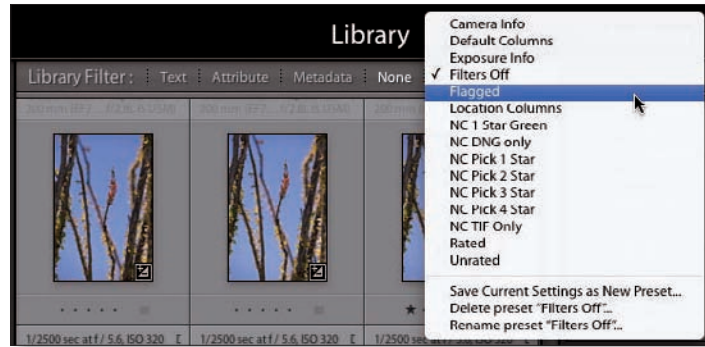 Library
Library Filter : Text Attribute Metadata None
Camera Info
Default Columns
Exposure Info
✓ Filters Off
Flagged
Location Columns
NC 1 Star Green
NC DNG only
NC Pick 1 Star
NC Pick 2 Star
NC Pick 3 Star
NC Pick 4 Star
NC TIF Only
Rated
Unrated
Save Current Settings as New Preset...
Delete preset "Filters Off"...
Rename preset "Filters Off"...
1/2500 sec at f / 5.6, ISO 320
1/2500 sec at f / 5.6, ISO 320
1/2500 sec